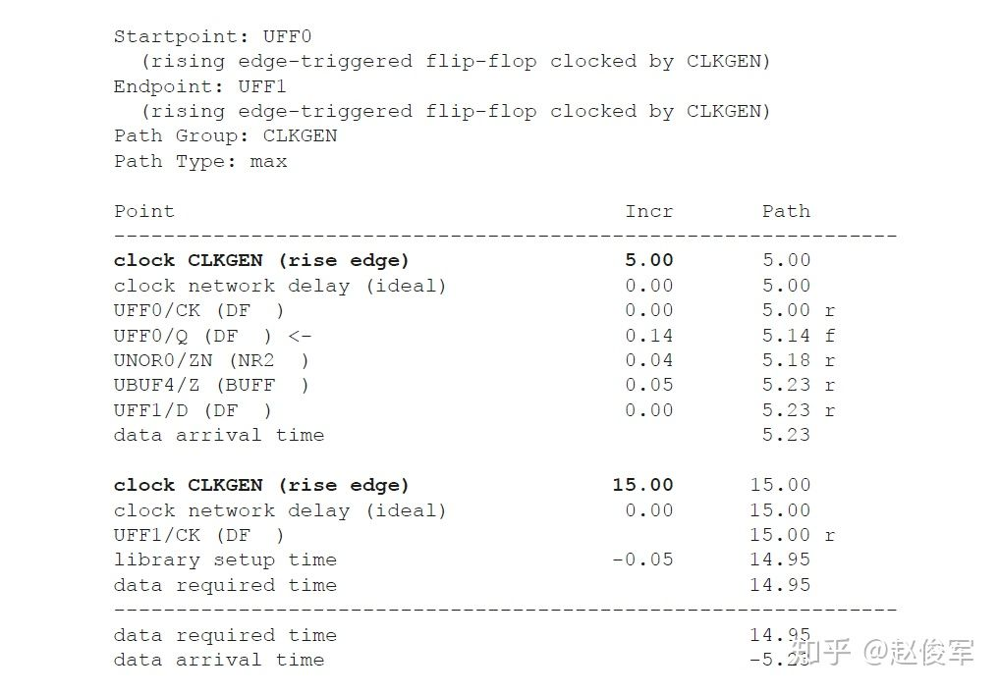 Startpoint: UFF0
(rising edge-triggered flip-flop clocked by CLKGEN)
Endpoint: UFF1
(rising edge-triggered flip-flop clocked by CLKGEN)
Path Group: CLKGEN
Path Type: max
Point Incr Path
---------------------------------------------------------------
clock CLKGEN (rise edge) 5.00 5.00
clock network delay (ideal) 0.00 5.00
UFF0/CK (DF ) 0.00 5.00 r
UFF0/Q (DF ) <- 0.14 5.14 f
UNOR0/ZN (NR2 ) 0.04 5.18 r
UBUF4/Z (BUFF ) 0.05 5.23 r
UFF1/D (DF ) 0.00 5.23 r
data arrival time 5.23
clock CLKGEN (rise edge) 15.00 15.00
clock network delay (ideal) 0.00 15.00
UFF1/CK (DF ) 15.00 r
library setup time -0.05 14.95
data required time 14.95
---------------------------------------------------------------
data required time 14.95
data arrival time -5.23
知乎 @赵俊军